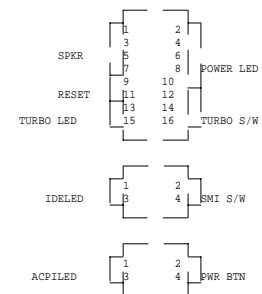 1 2
3 4
SPKR 5 6
7 8 POWER LED
9 10
RESET 11 12
13 14
TURBO LED 15 16 TURBO S/W
1 2
IDELED 3 4 SMI S/W
1 2
ACPILED 3 4 PWR BTN